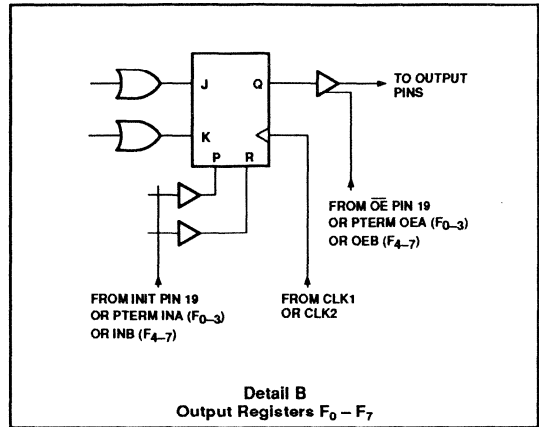 J
Q
TO OUTPUT
PINS
K
P
R
FROM O̅E̅ PIN 19
OR PTERM OEA (F₀₋₃)
OR OEB (F₄₋₇)
FROM INIT PIN 19
OR PTERM INA (F₀₋₃)
OR INB (F₄₋₇)
FROM CLK1
OR CLK2
Detail B
Output Registers F₀ – F₇